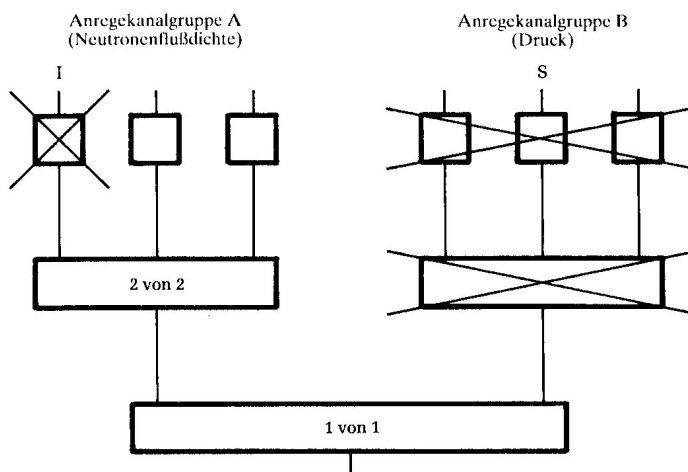 Anregekanalgruppe A
(Neutronenflußdichte)
Anregekanalgruppe B
(Druck)
I
S
2 von 2
1 von 1